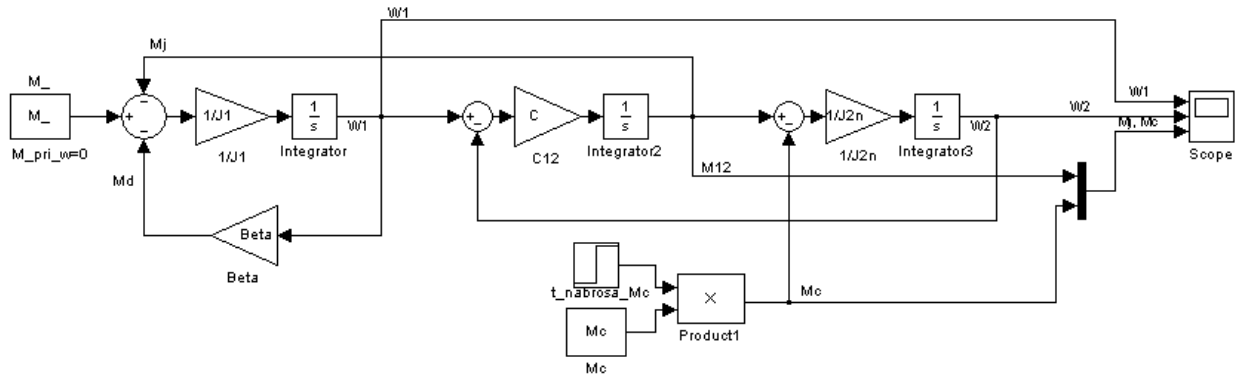 W1
Mj
M_
M_
M_pri_w=0
1/J1
1/J1
1
s
Integrator
W1
C
C12
1
s
Integrator2
1/J2n
1/J2n
1
s
Integrator3
W2
W1
W2
Mj, Mc
Scope
M12
Md
Beta
Beta
t_nabrosa_Mc
Mc
Mc
×
Product1
Mc